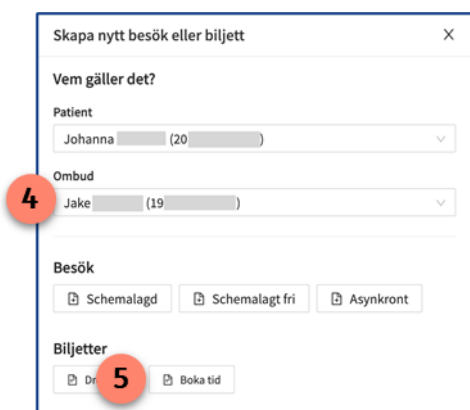 Skapa nytt besök eller biljett X
Vem gäller det?
Patient
Johanna (20 )
Ombud
4
Jake (19 )
Besök
Schemalagd Schemalagt fri Asynkront
Biljetter
5 Boka tid